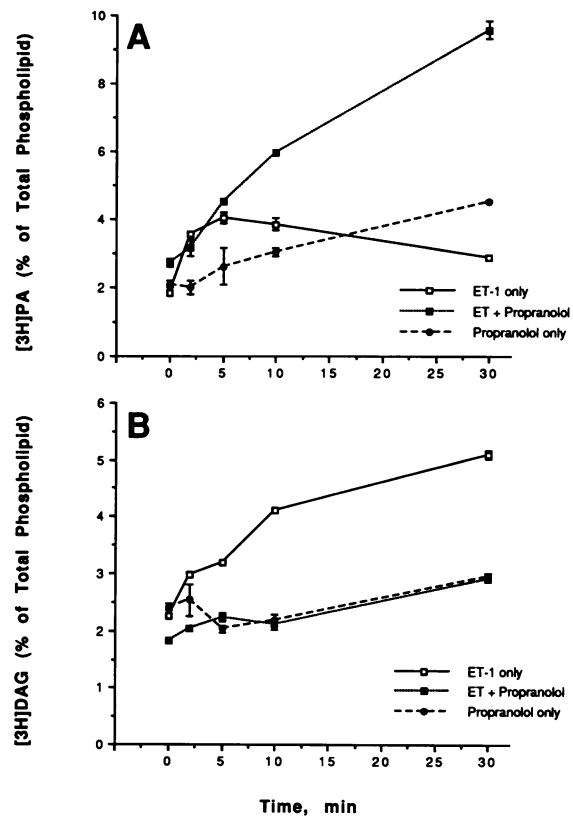 A
[3H]PA (% of Total Phospholipid)
10
8
6
4
2
0
0 5 10 15 20 25 30
ET-1 only
ET + Propranolol
Propranolol only
B
[3H]DAG (% of Total Phospholipid)
6
5
4
3
2
1
0
0 5 10 15 20 25 30
ET-1 only
ET + Propranolol
Propranolol only
Time, min